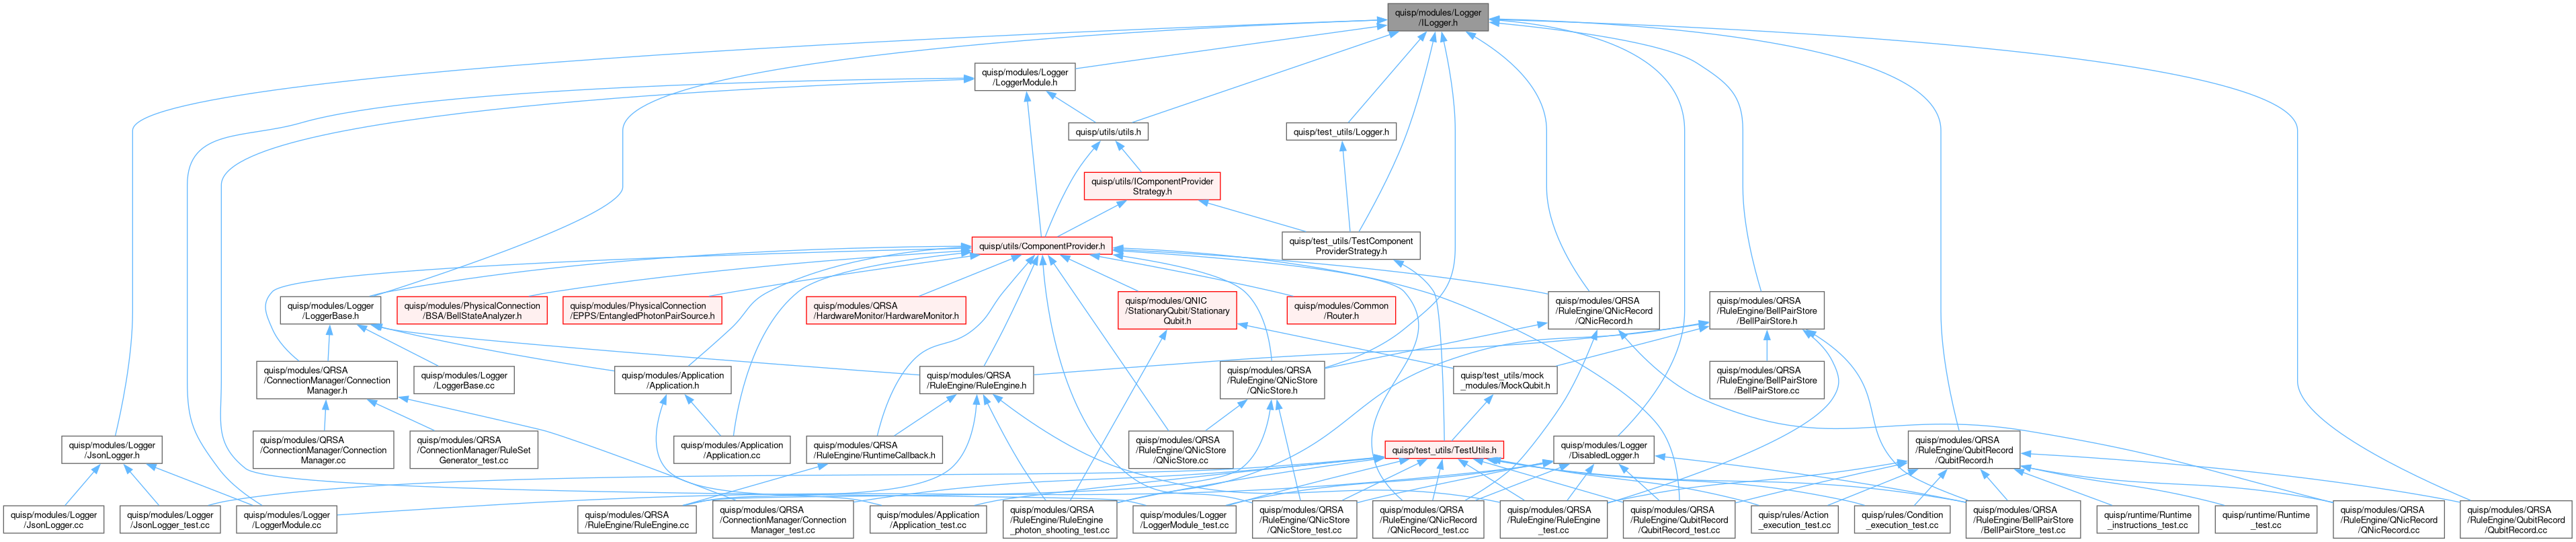 quisp/modules/Logger
/ILogger.h
quisp/modules/Logger
/LoggerModule.h
quisp/utils/utils.h
quisp/test_utils/Logger.h
quisp/utils/IComponentProvider
Strategy.h
quisp/utils/ComponentProvider.h
quisp/test_utils/TestComponent
ProviderStrategy.h
quisp/modules/Logger
/LoggerBase.h
quisp/modules/PhysicalConnection
/BSA/BellStateAnalyzer.h
quisp/modules/PhysicalConnection
/EPPS/EntangledPhotonPairSource.h
quisp/modules/QRSA
/HardwareMonitor/HardwareMonitor.h
quisp/modules/QNIC
/StationaryQubit/Stationary
Qubit.h
quisp/modules/Common
/Router.h
quisp/modules/QRSA
/RuleEngine/QNicRecord
/QNicRecord.h
quisp/modules/QRSA
/RuleEngine/BellPairStore
/BellPairStore.h
quisp/modules/QRSA
/ConnectionManager/Connection
Manager.h
quisp/modules/Logger
/LoggerBase.cc
quisp/modules/Application
/Application.h
quisp/modules/QRSA
/RuleEngine/RuleEngine.h
quisp/modules/QRSA
/RuleEngine/QNicStore
/QNicStore.h
quisp/test_utils/mock
_modules/MockQubit.h
quisp/modules/QRSA
/RuleEngine/BellPairStore
/BellPairStore.cc
quisp/modules/Logger
/JsonLogger.h
quisp/modules/QRSA
/ConnectionManager/Connection
Manager.cc
quisp/modules/QRSA
/ConnectionManager/RuleSet
Generator_test.cc
quisp/modules/Application
/Application.cc
quisp/modules/QRSA
/RuleEngine/RuntimeCallback.h
quisp/modules/QRSA
/RuleEngine/QNicStore
/QNicStore.cc
quisp/test_utils/TestUtils.h
quisp/modules/Logger
/DisabledLogger.h
quisp/modules/QRSA
/RuleEngine/QubitRecord
/QubitRecord.h
quisp/modules/Logger
/JsonLogger.cc
quisp/modules/Logger
/JsonLogger_test.cc
quisp/modules/Logger
/LoggerModule.cc
quisp/modules/QRSA
/RuleEngine/RuleEngine.cc
quisp/modules/QRSA
/ConnectionManager/Connection
Manager_test.cc
quisp/modules/Application
/Application_test.cc
quisp/modules/QRSA
/RuleEngine/RuleEngine
_photon_shooting_test.cc
quisp/modules/Logger
/LoggerModule_test.cc
quisp/modules/QRSA
/RuleEngine/QNicStore
/QNicStore_test.cc
quisp/modules/QRSA
/RuleEngine/QNicRecord
/QNicRecord_test.cc
quisp/modules/QRSA
/RuleEngine/RuleEngine
_test.cc
quisp/modules/QRSA
/RuleEngine/QubitRecord
/QubitRecord_test.cc
quisp/rules/Action
_execution_test.cc
quisp/rules/Condition
_execution_test.cc
quisp/modules/QRSA
/RuleEngine/BellPairStore
/BellPairStore_test.cc
quisp/runtime/Runtime
_instructions_test.cc
quisp/runtime/Runtime
_test.cc
quisp/modules/QRSA
/RuleEngine/QNicRecord
/QNicRecord.cc
quisp/modules/QRSA
/RuleEngine/QubitRecord
/QubitRecord.cc